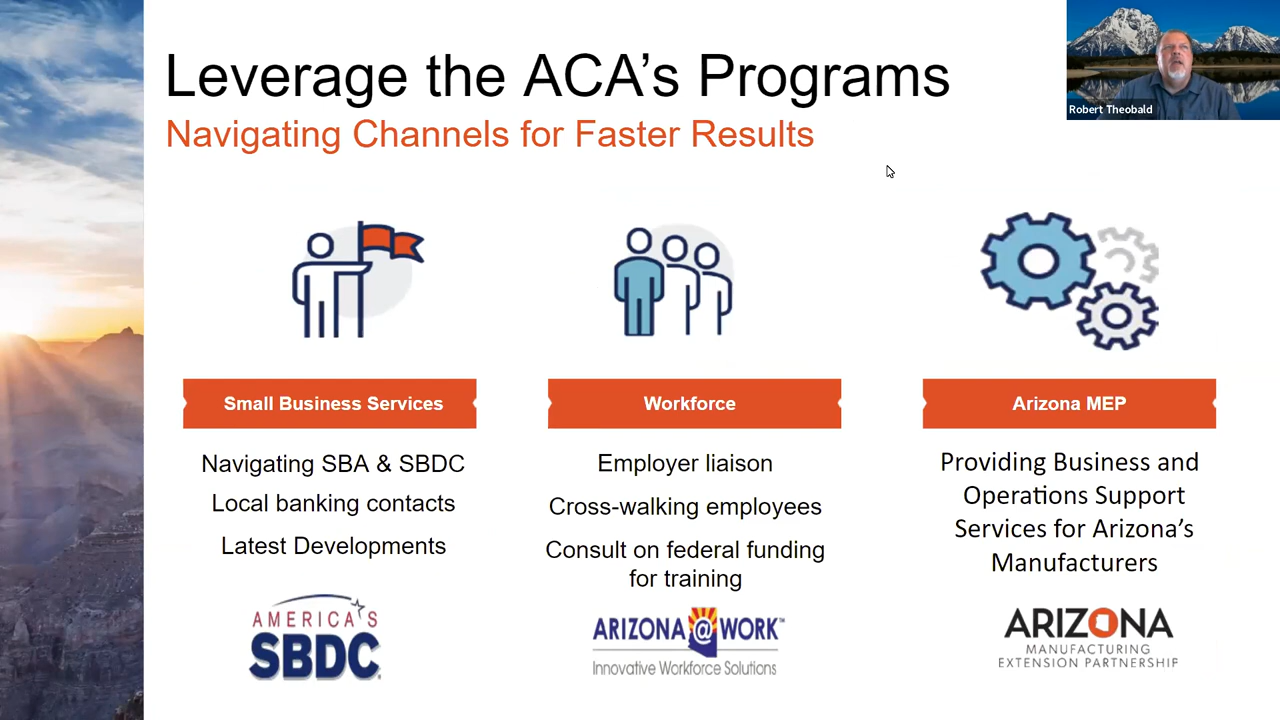 Leverage the ACA's Programs
Navigating Channels for Faster Results
Robert Theobald
Small Business Services
Navigating SBA & SBDC
Local banking contacts
Latest Developments
AMERICA'S
SBDC
Workforce
Employer liaison
Cross-walking employees
Consult on federal funding
for training
ARIZONA@WORK™
Innovative Workforce Solutions
Arizona MEP
Providing Business and
Operations Support
Services for Arizona's
Manufacturers
ARIZONA
MANUFACTURING
EXTENSION PARTNERSHIP